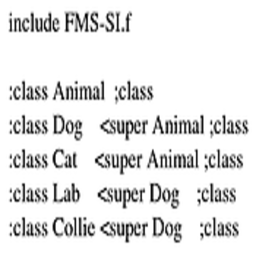 include FMS-SI.f
:class Animal ;class
:class Dog <super Animal ;class
:class Cat <super Animal ;class
:class Lab <super Dog ;class
:class Collie <super Dog ;class